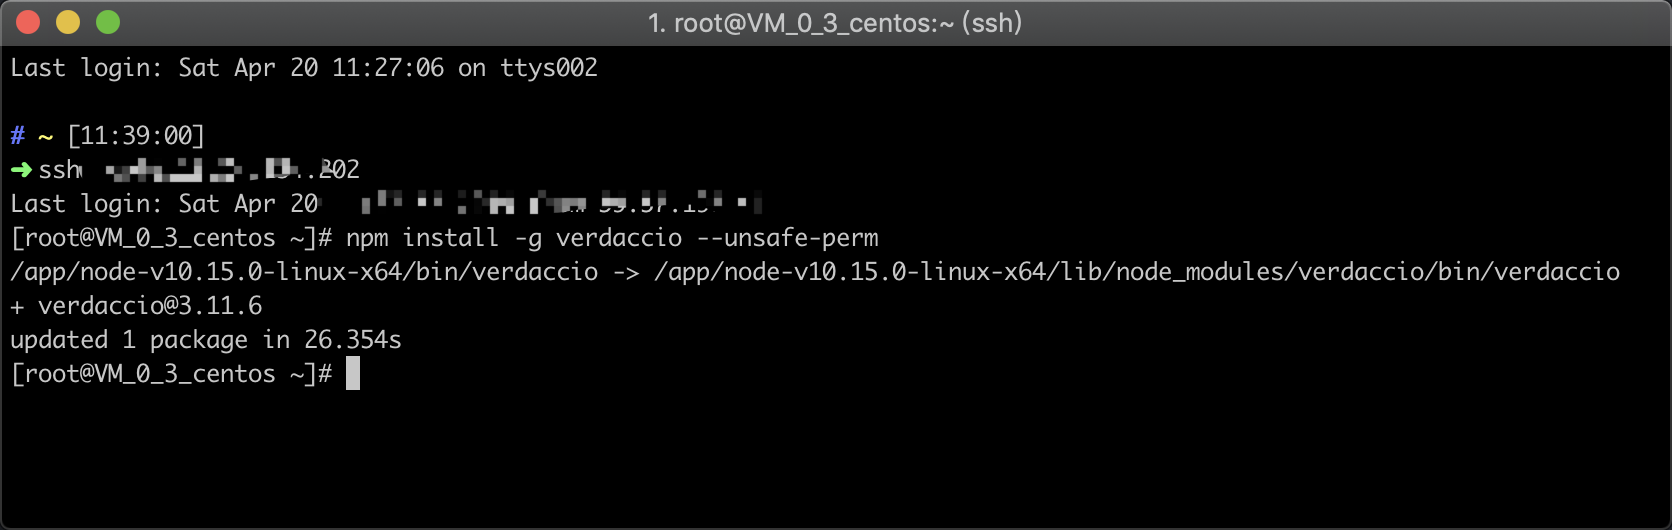 1. root@VM_0_3_centos:~ (ssh)
Last login: Sat Apr 20 11:27:06 on ttys002
# ~ [11:39:00]
➜ ssh .202
Last login: Sat Apr 20
[root@VM_0_3_centos ~]# npm install -g verdaccio --unsafe-perm
/app/node-v10.15.0-linux-x64/bin/verdaccio -> /app/node-v10.15.0-linux-x64/lib/node_modules/verdaccio/bin/verdaccio
+ verdaccio@3.11.6
updated 1 package in 26.354s
[root@VM_0_3_centos ~]#